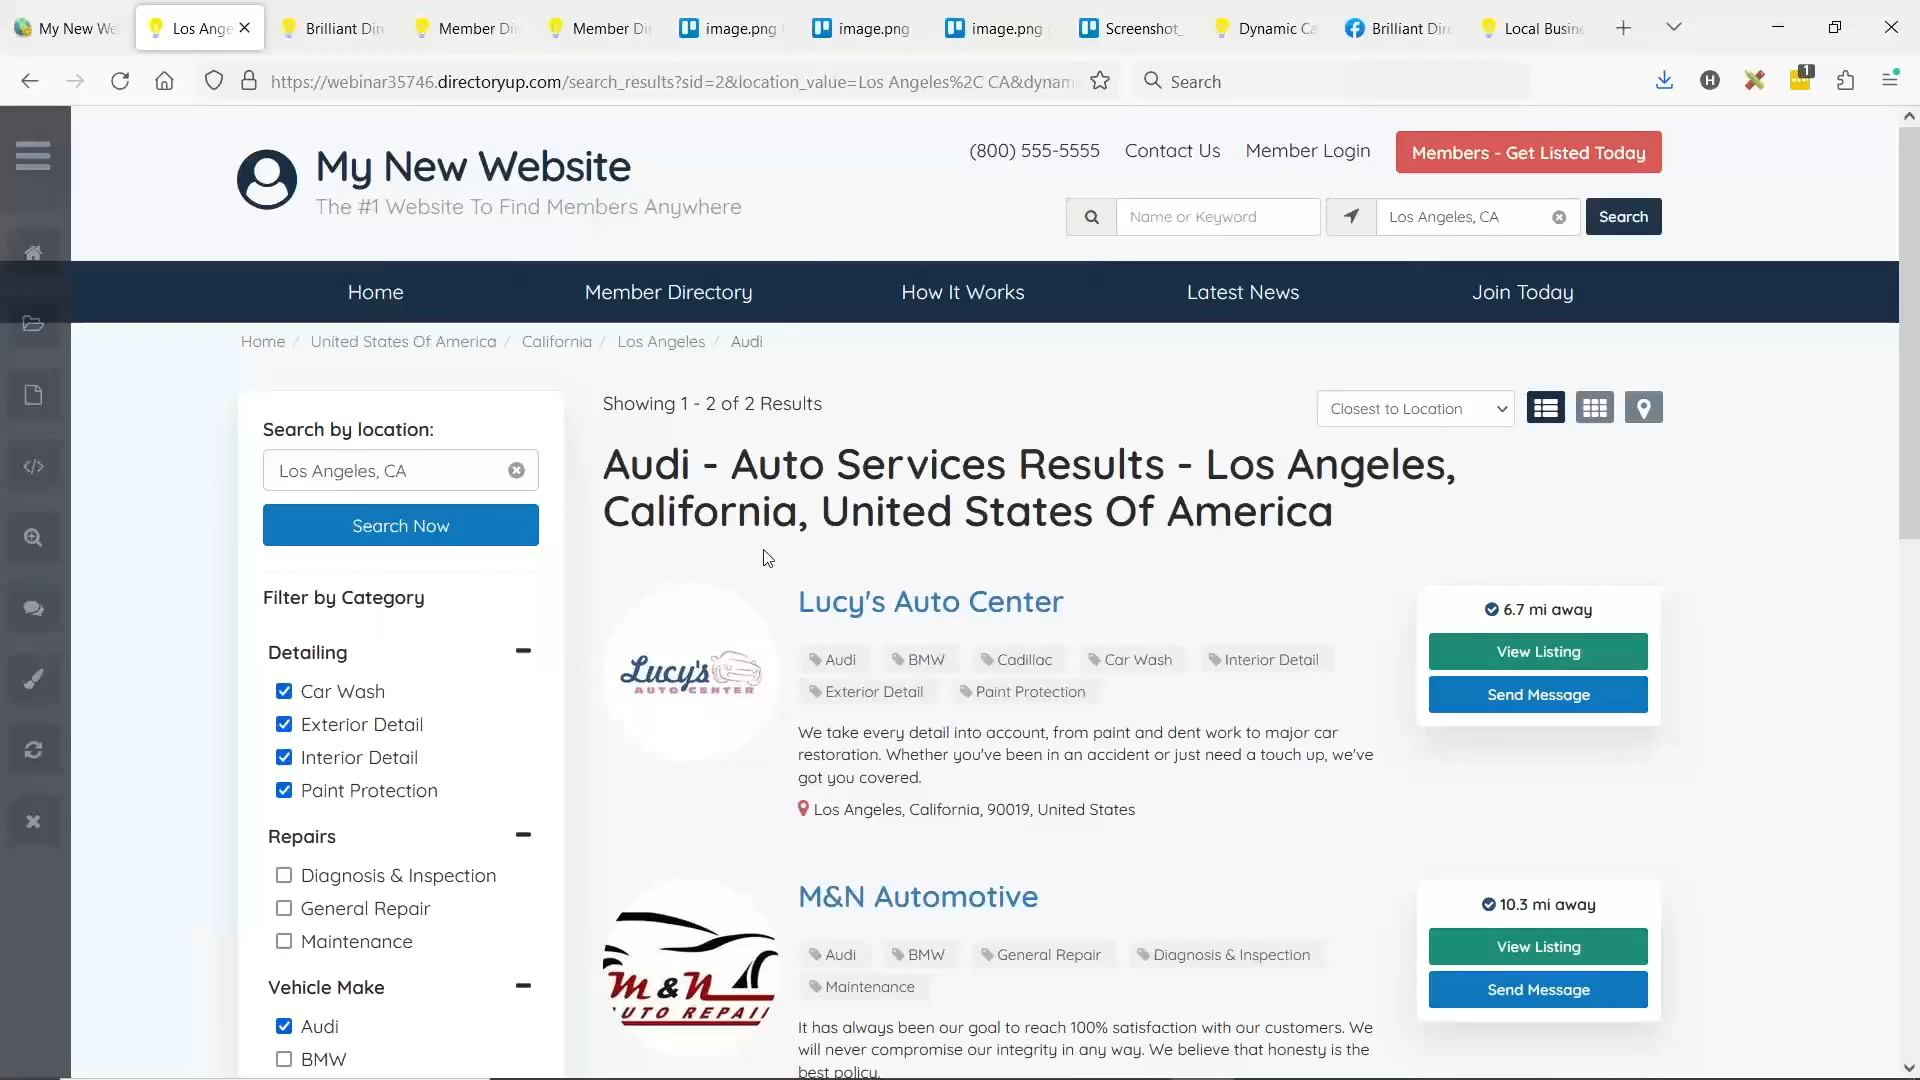 My New We
Los Ange
Brilliant Dire
Member Di
Member Di
image.png
image.png
image.png
Screenshot_
Dynamic Ca
Brilliant Dire
Local Busine
https://webinar35746.directoryup.com/search_results?sid=2&location_value=Los Angeles%2C CA&dynam
Search
1
My New Website
The #1 Website To Find Members Anywhere
(800) 555-5555
Contact Us
Member Login
Members - Get Listed Today
Name or Keyword
Los Angeles, CA
Search
Home
Member Directory
How It Works
Latest News
Join Today
Home / United States Of America / California / Los Angeles / Audi
Search by location:
Los Angeles, CA
Search Now
Filter by Category
Detailing
Car Wash
Exterior Detail
Interior Detail
Paint Protection
Repairs
Diagnosis & Inspection
General Repair
Maintenance
Vehicle Make
Audi
BMW
Showing 1 - 2 of 2 Results
Closest to Location
Audi - Auto Services Results - Los Angeles,
California, United States Of America
Lucy's
AUTO CENTER
Lucy's Auto Center
Audi
BMW
Cadillac
Car Wash
Interior Detail
Exterior Detail
Paint Protection
We take every detail into account, from paint and dent work to major car
restoration. Whether you've been in an accident or just need a touch up, we've
got you covered.
Los Angeles, California, 90019, United States
6.7 mi away
View Listing
Send Message
M & N
AUTO REPAIR
M&N Automotive
Audi
BMW
General Repair
Diagnosis & Inspection
Maintenance
It has always been our goal to reach 100% satisfaction with our customers. We
will never compromise our integrity in any way. We believe that honesty is the
best policy.
10.3 mi away
View Listing
Send Message